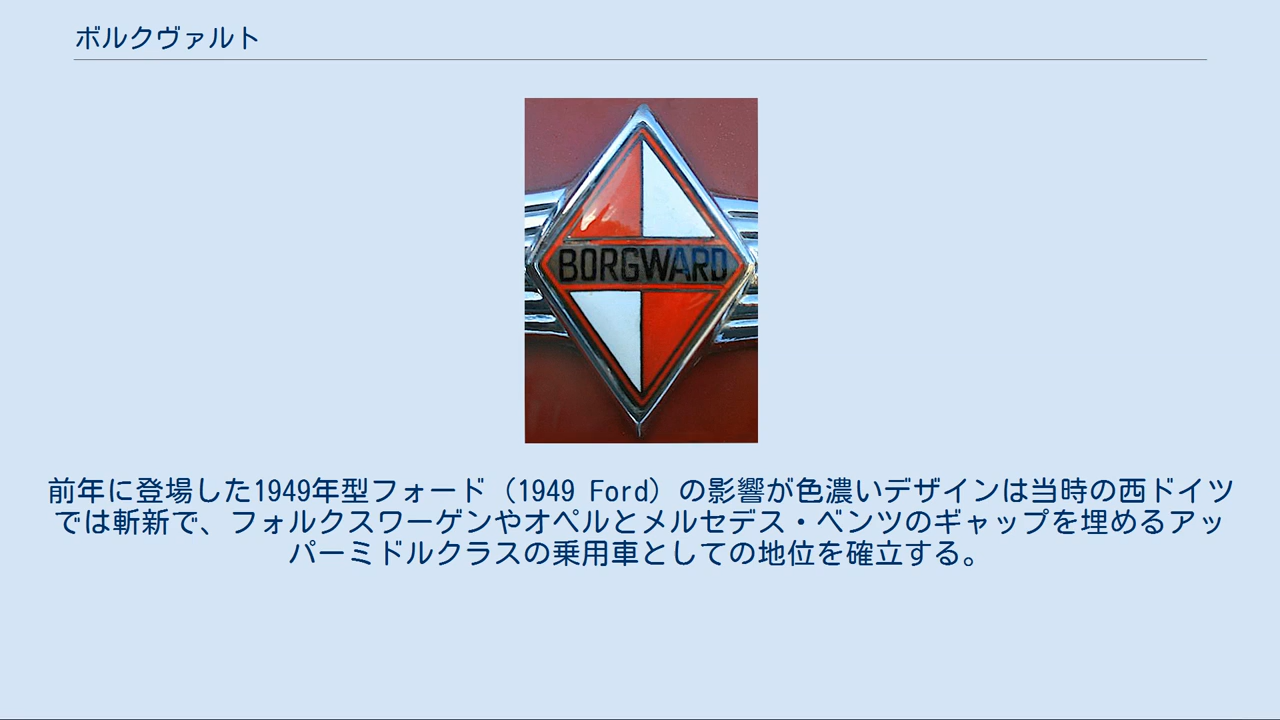 ボルクヴァルト
BORGWARD
前年に登場した1949年型フォード（1949 Ford）の影響が色濃いデザインは当時の西ドイツ
では斬新で、フォルクスワーゲンやオペルとメルセデス・ベンツのギャップを埋めるアッ
パーミドルクラスの乗用車としての地位を確立する。